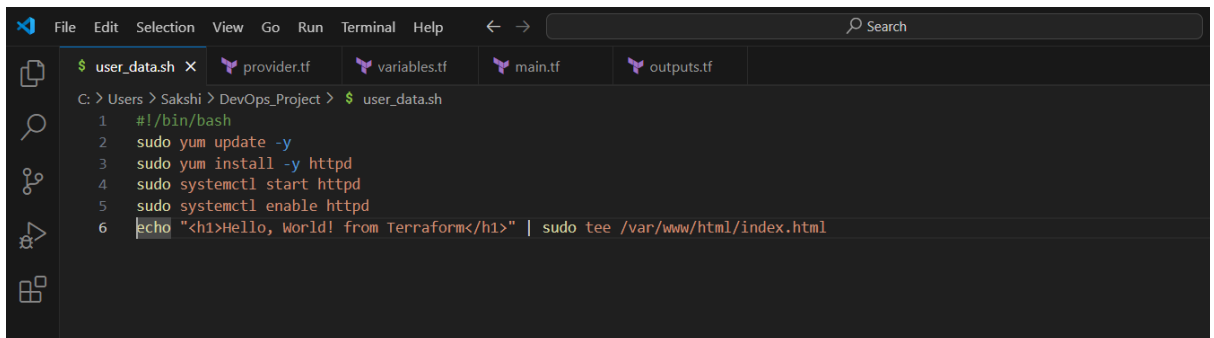 File Edit Selection View Go Run Terminal Help ← → Search
$ user_data.sh × provider.tf variables.tf main.tf outputs.tf
C: > Users > Sakshi > DevOps_Project > $ user_data.sh
1 #!/bin/bash
2 sudo yum update -y
3 sudo yum install -y httpd
4 sudo systemctl start httpd
5 sudo systemctl enable httpd
6 echo "<h1>Hello, World! from Terraform</h1>" | sudo tee /var/www/html/index.html